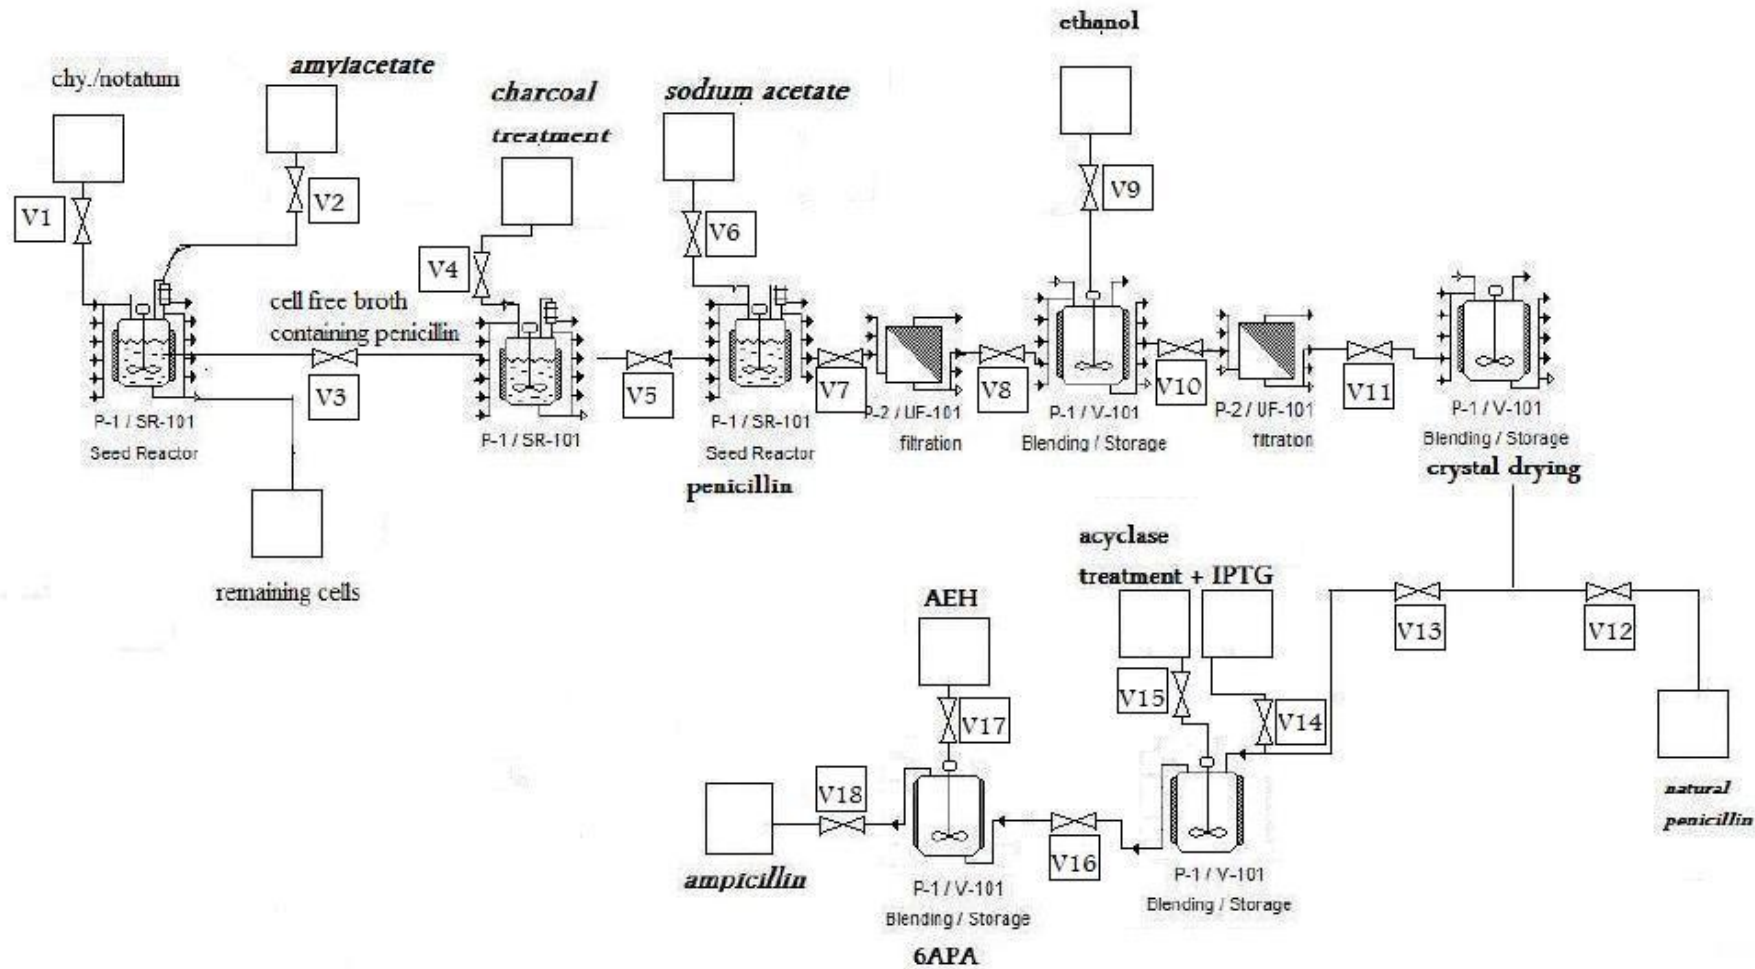 ethanol
chy./notatum
amylacetate
charcoal
treatment
sodium acetate
V1
V2
V4
V6
V9
cell free broth
containing penicillin
V3
V5
V7
V8
V10
V11
P-1 / SR-101
Seed Reactor
P-1 / SR-101
P-1 / SR-101
Seed Reactor
penicillin
P-2 / UF-101
filtration
P-1 / V-101
Blending / Storage
P-2 / UF-101
filtration
P-1 / V-101
Blending / Storage
crystal drying
remaining cells
acyclase
treatment + IPTG
AEH
V13
V12
V15
V14
V17
V18
V16
natural
penicillin
ampicillin
P-1 / V-101
Blending / Storage
6APA
P-1 / V-101
Blending / Storage